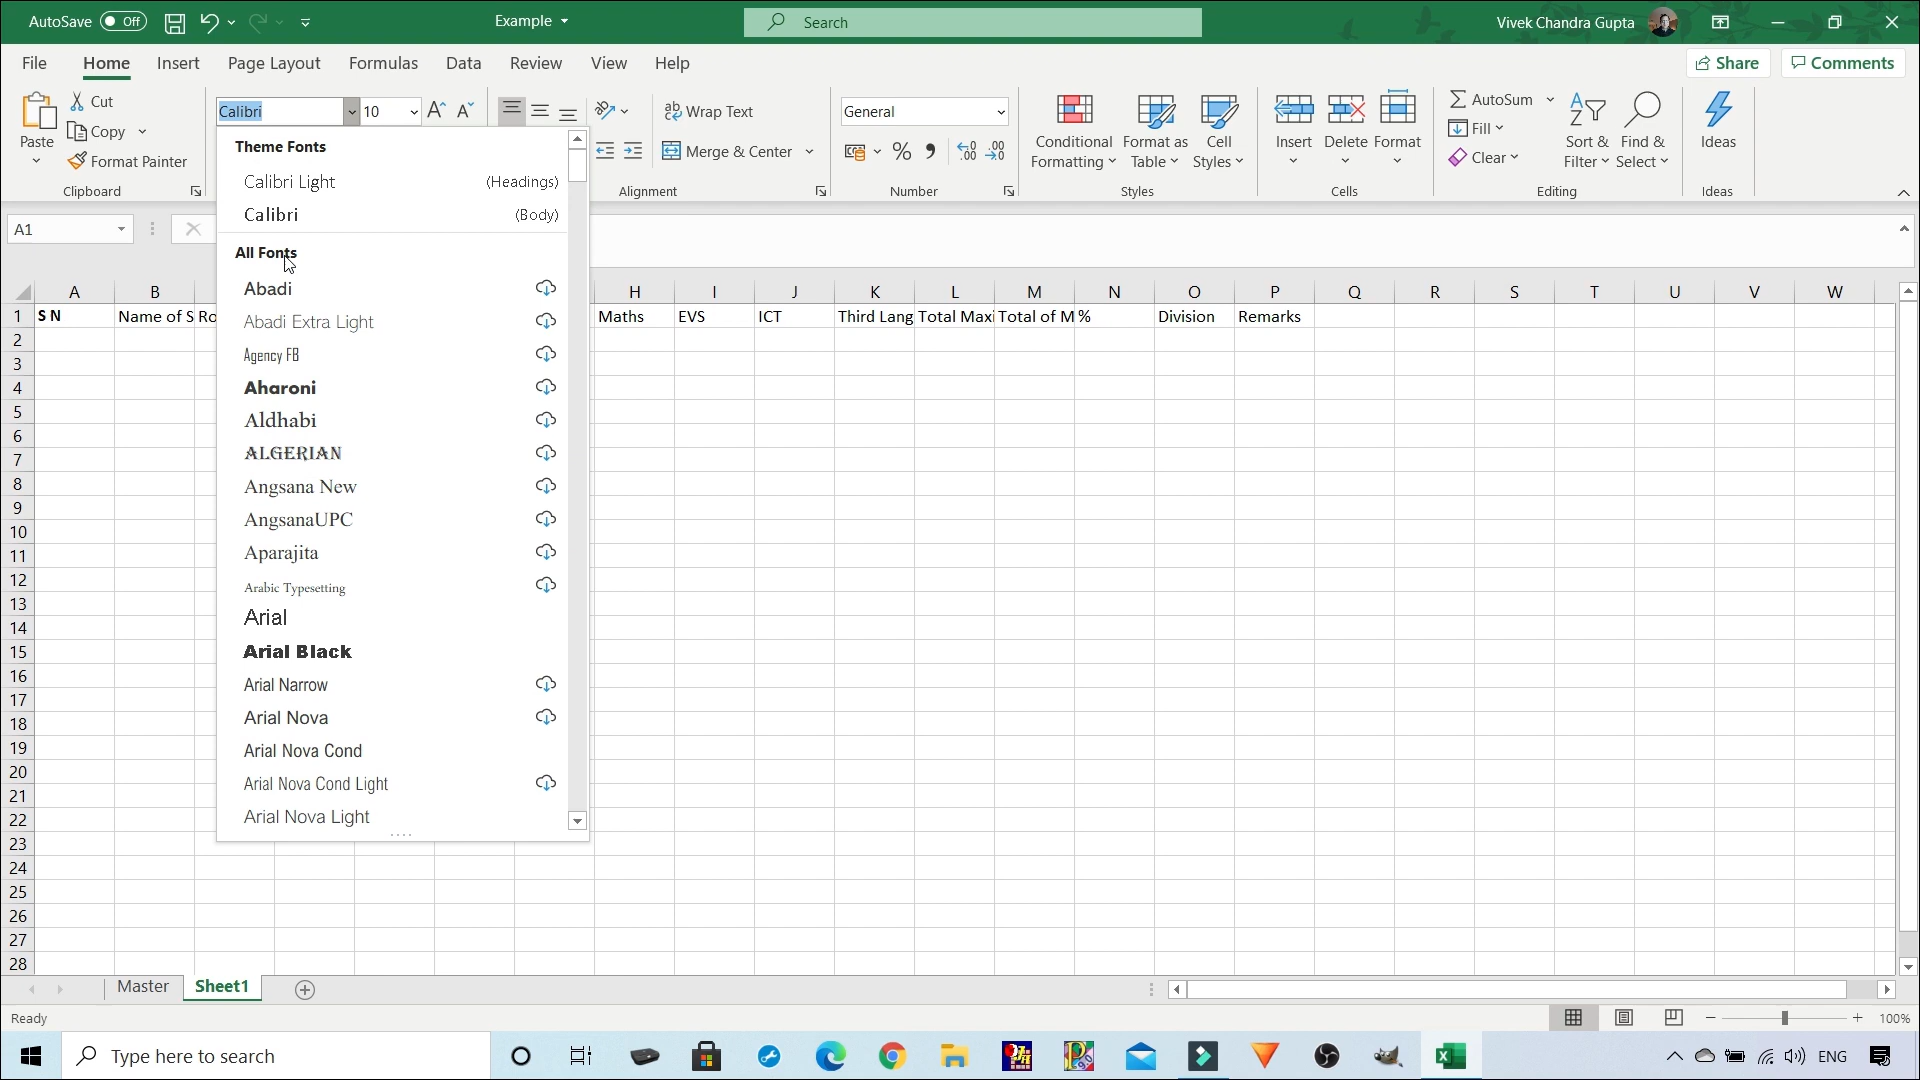 AutoSave Off Example Search Vivek Chandra Gupta
File Home Insert Page Layout Formulas Data Review View Help Share Comments
Paste
Cut
Copy
Format Painter
Clipboard
Calibri 10
Wrap Text
Merge & Center
Alignment
General
Number
Conditional Formatting
Format as Table
Cell Styles
Styles
Insert Delete Format
Cells
AutoSum
Fill
Clear
Sort & Filter
Find & Select
Editing
Ideas
Ideas
A1
Theme Fonts
Calibri Light (Headings)
Calibri (Body)
All Fonts
Abadi
Abadi Extra Light
Agency FB
Aharoni
Aldhabi
ALGERIAN
Angsana New
AngsanaUPC
Aparajita
Arabic Typesetting
Arial
Arial Black
Arial Narrow
Arial Nova
Arial Nova Cond
Arial Nova Cond Light
Arial Nova Light
A B H I J K L M N O P Q R S T U V W
1 S N Name of S Ro Maths EVS ICT Third Lang Total Maxi Total of M % Division Remarks
2
3
4
5
6
7
8
9
10
11
12
13
14
15
16
17
18
19
20
21
22
23
24
25
26
27
28
Master Sheet1
Ready 100%
Type here to search ENG